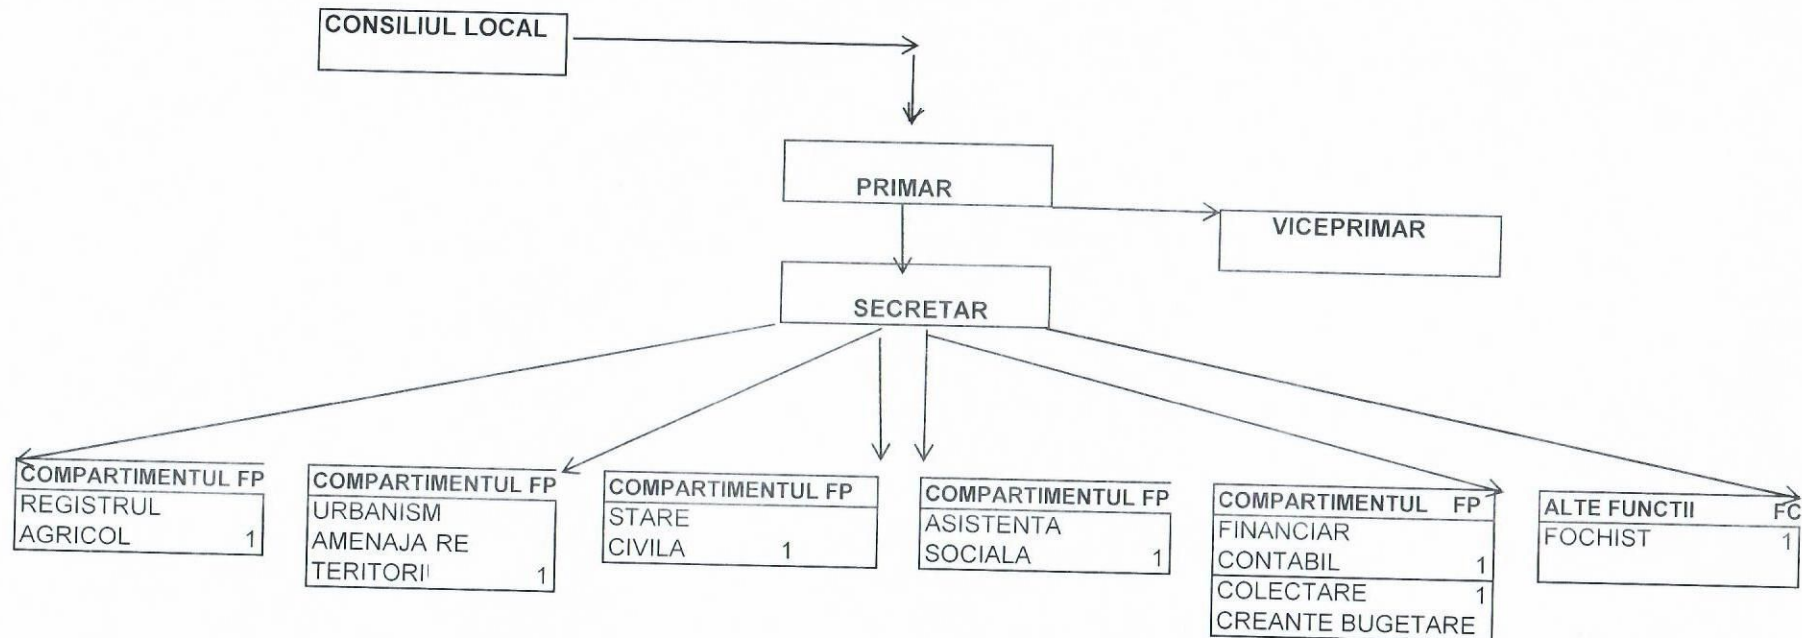 CONSILIUL LOCAL
PRIMAR
VICEPRIMAR
SECRETAR
COMPARTIMENTUL FP
REGISTRUL
AGRICOL 1
COMPARTIMENTUL FP
URBANISM
AMENAJA RE
TERITORII 1
COMPARTIMENTUL FP
STARE
CIVILA 1
COMPARTIMENTUL FP
ASISTENTA
SOCIALA 1
COMPARTIMENTUL FP
FINANCIAR
CONTABIL 1
COLECTARE 1
CREANTE BUGETARE
ALTE FUNCTII FC
FOCHIST 1